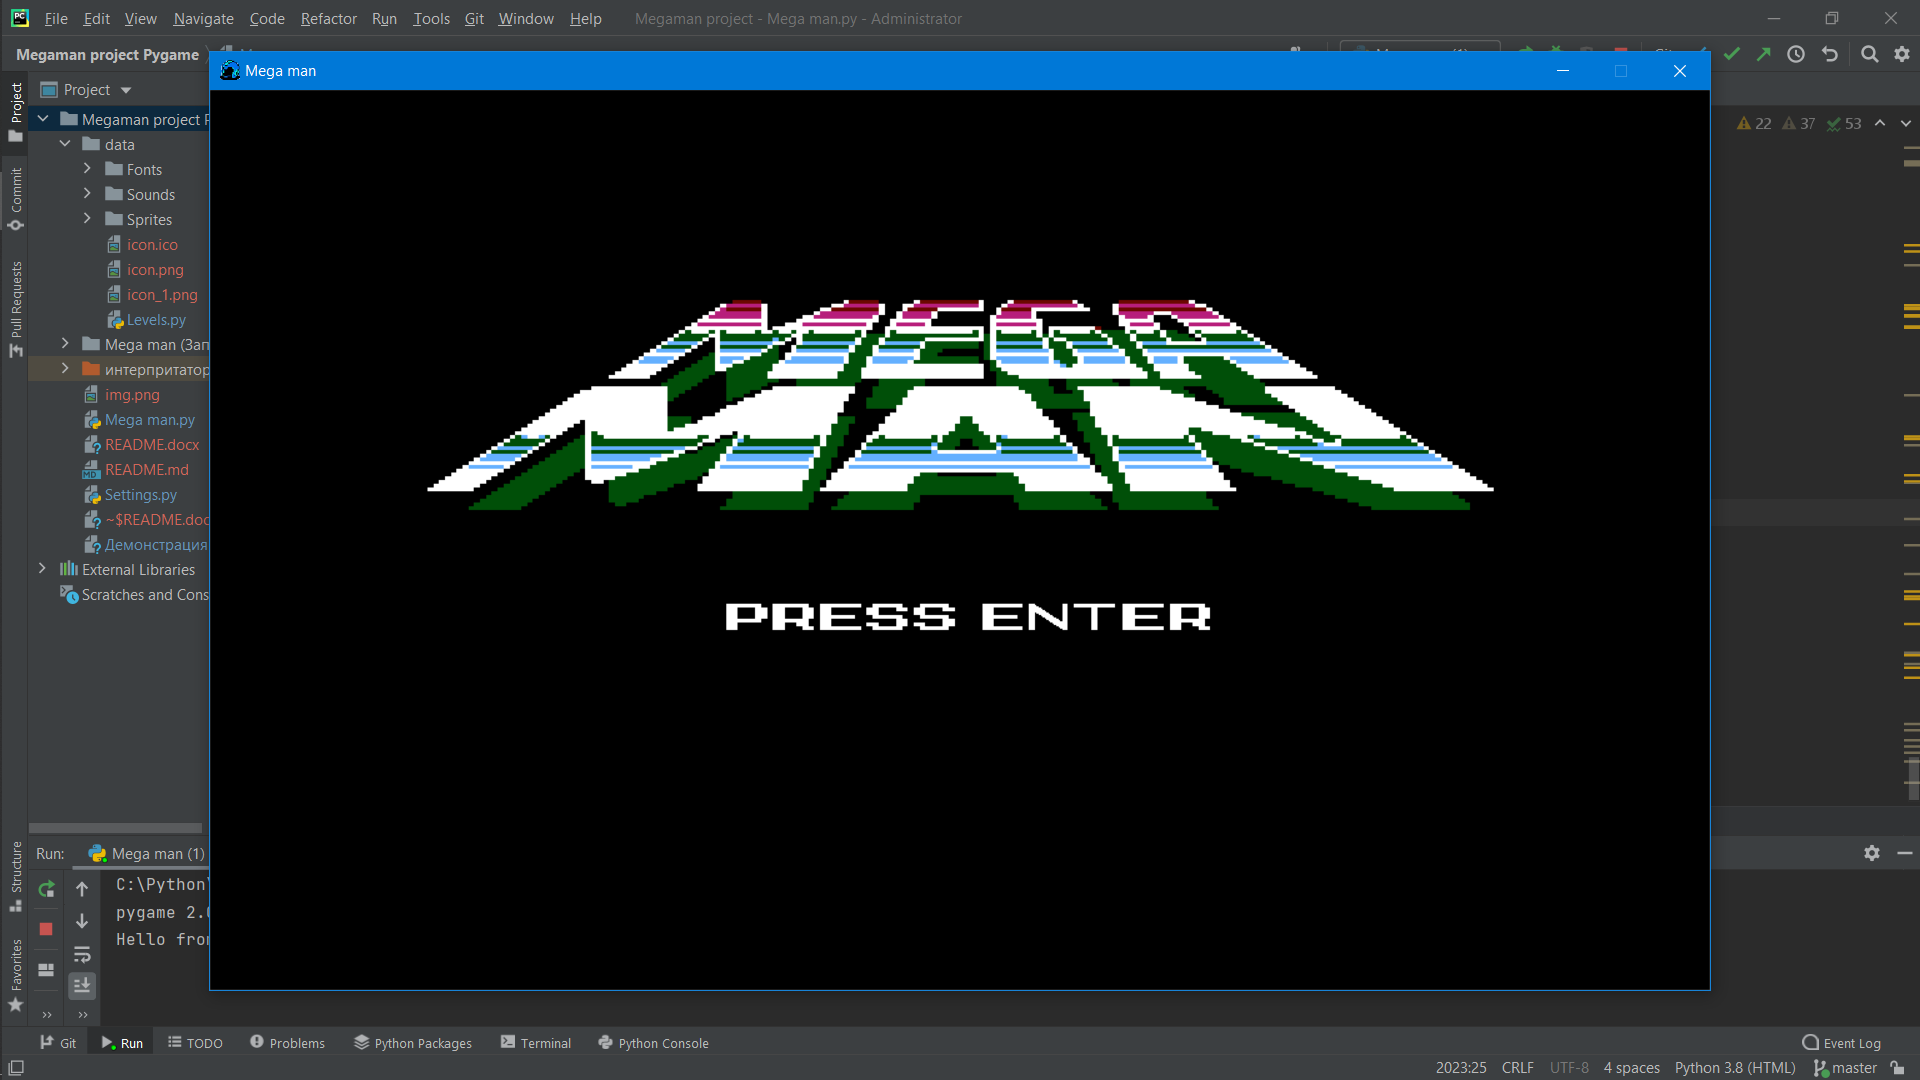 File Edit View Navigate Code Refactor Run Tools Git Window Help Megaman project - Mega man.py - Administrator
Megaman project Pygame
Mega man
Project
Project
Megaman project
22 37 53
data
Fonts
Commit
Sounds
Sprites
icon.ico
icon.png
Pull Requests
icon_1.png
Levels.py
Mega man (Зап
интерпритатор
img.png
Mega man.py
README.docx
README.md
Settings.py
~$README.doc
Демонстрация
External Libraries
Scratches and Cons
MEGA
MAN
PRESS ENTER
Run: Mega man (1)
Structure
C:\Python
pygame 2.
Hello from
Favorites
Git Run TODO Problems Python Packages Terminal Python Console Event Log
2023:25 CRLF UTF-8 4 spaces Python 3.8 (HTML) master